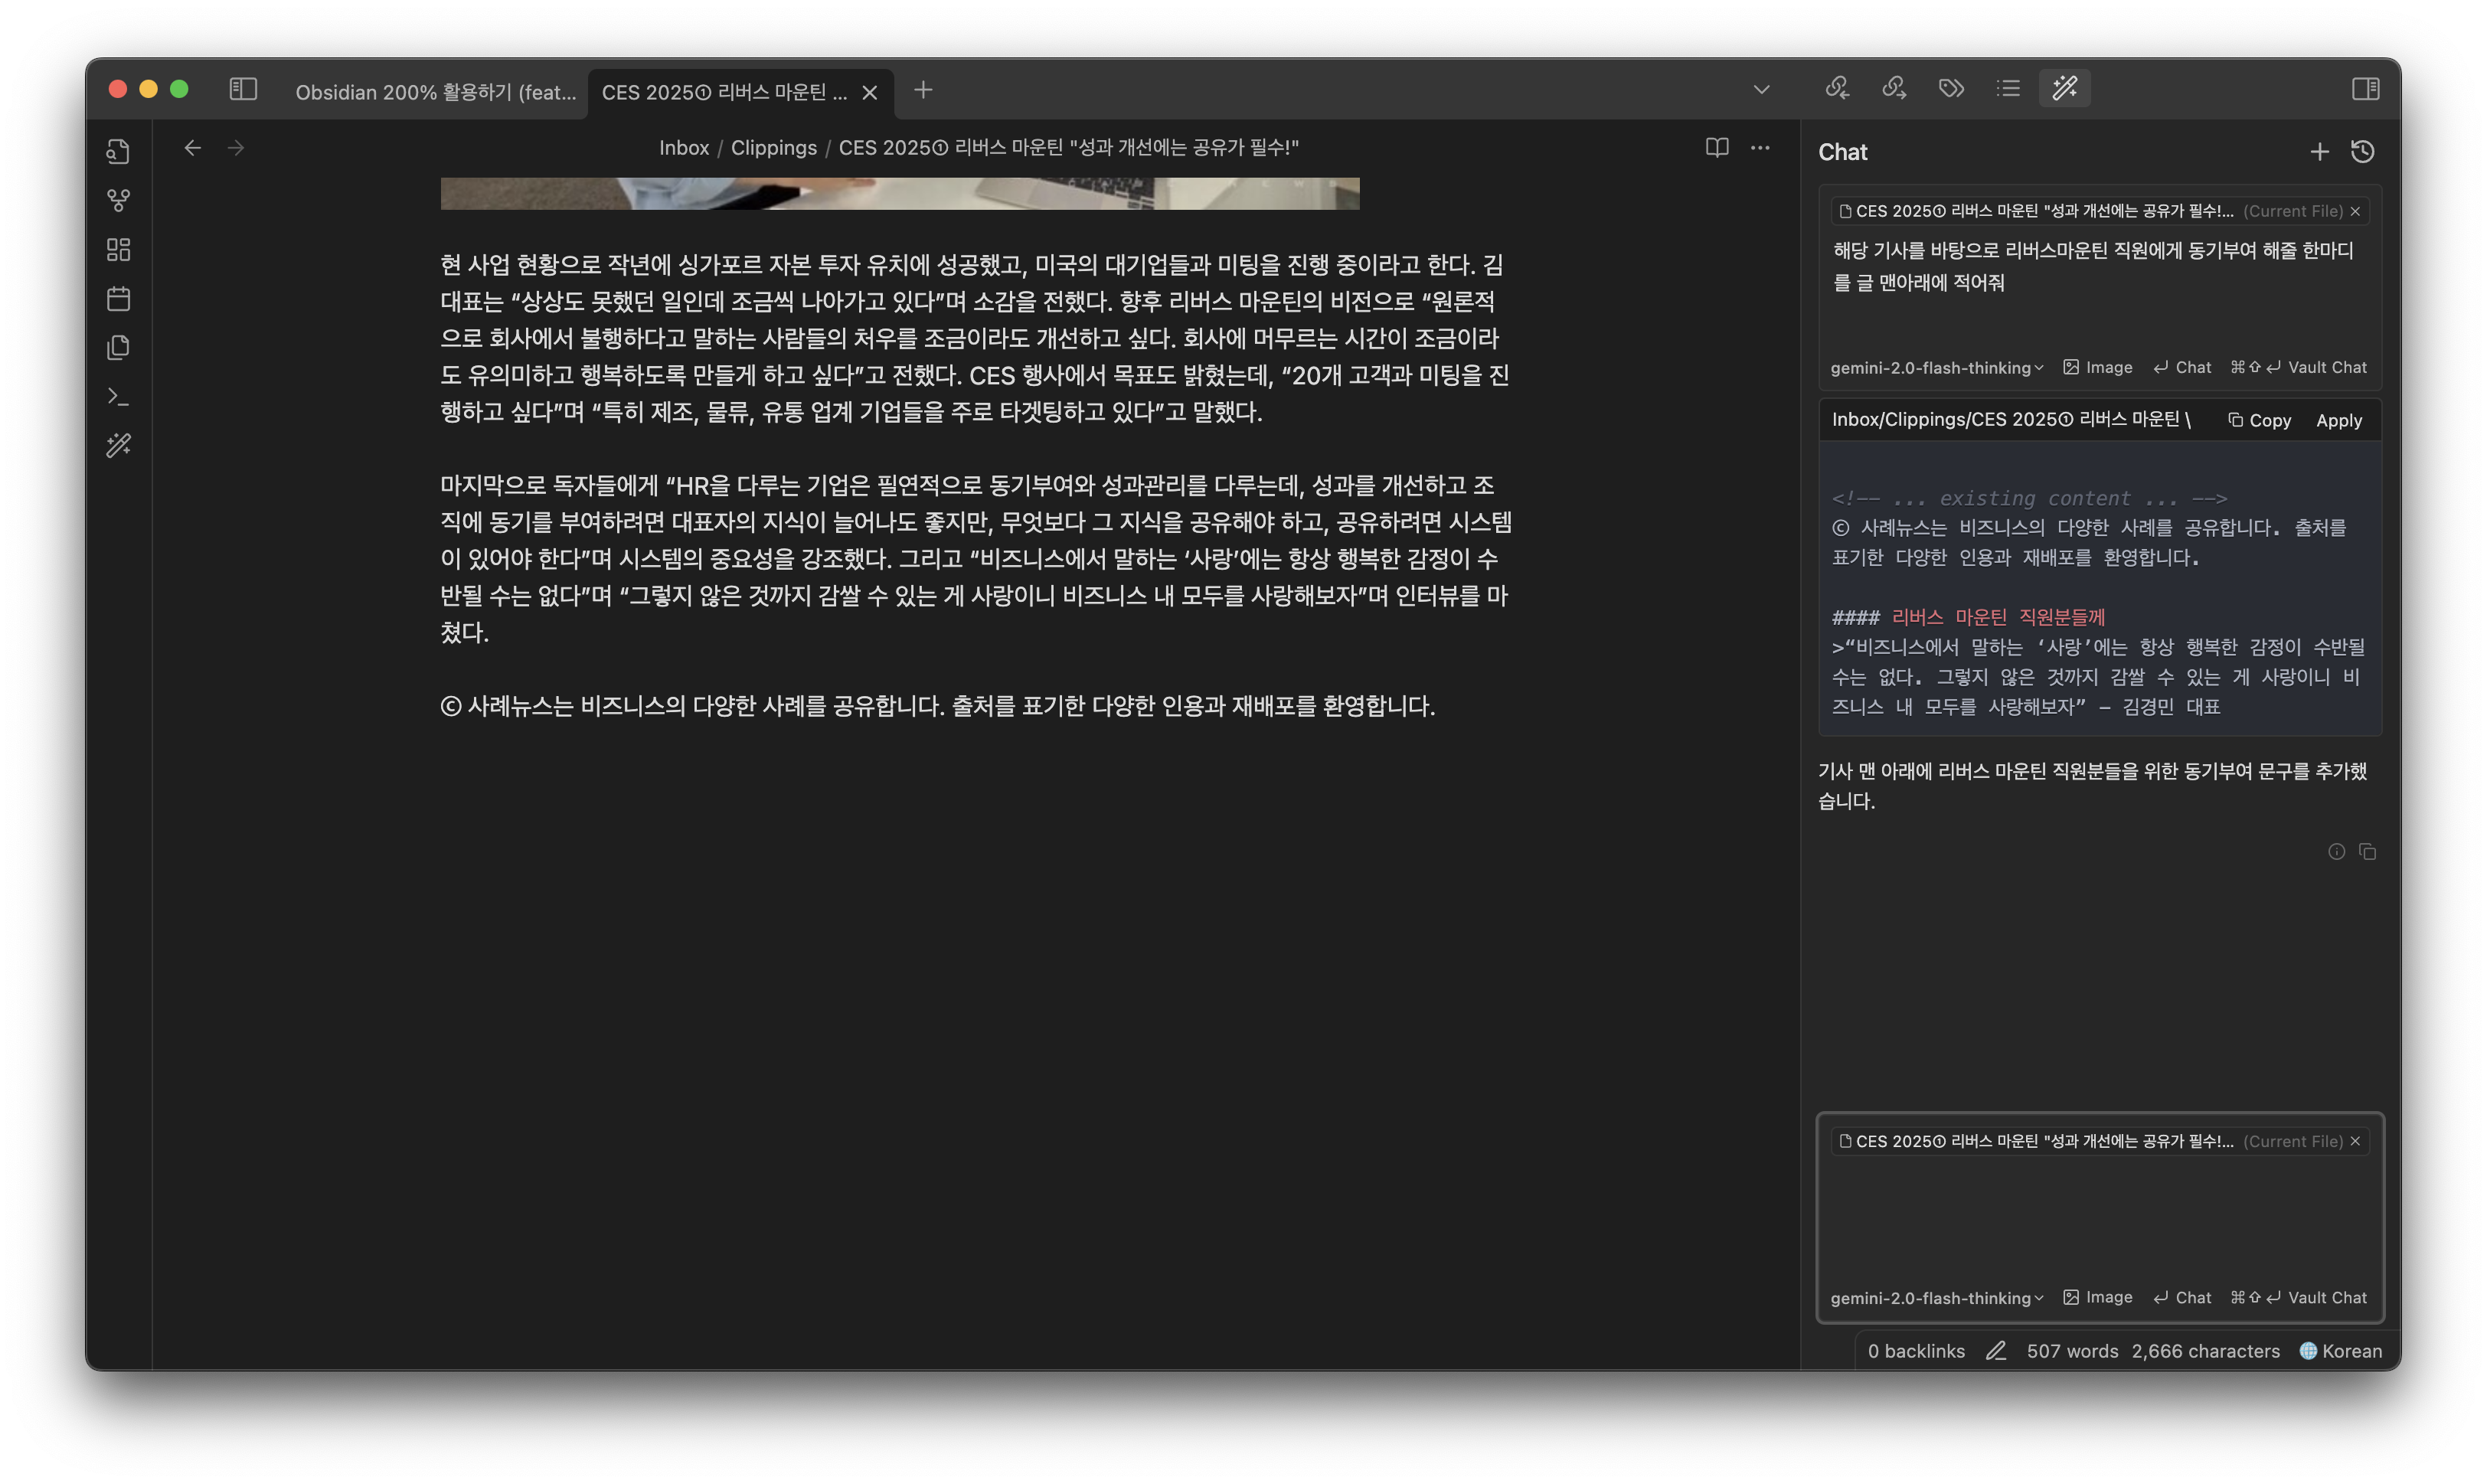 Obsidian 200% 활용하기 (feat...
CES 2025① 리버스 마운틴 ...
Inbox / Clippings / CES 2025① 리버스 마운틴 "성과 개선에는 공유가 필수!"
현 사업 현황으로 작년에 싱가포르 자본 투자 유치에 성공했고, 미국의 대기업들과 미팅을 진행 중이라고 한다. 김
대표는 “상상도 못했던 일인데 조금씩 나아가고 있다”며 소감을 전했다. 향후 리버스 마운틴의 비전으로 “원론적
으로 회사에서 불행하다고 말하는 사람들의 처우를 조금이라도 개선하고 싶다. 회사에 머무르는 시간이 조금이라
도 유의미하고 행복하도록 만들게 하고 싶다”고 전했다. CES 행사에서 목표도 밝혔는데, “20개 고객과 미팅을 진
행하고 싶다”며 “특히 제조, 물류, 유통 업계 기업들을 주로 타겟팅하고 있다”고 말했다.
마지막으로 독자들에게 “HR을 다루는 기업은 필연적으로 동기부여와 성과관리를 다루는데, 성과를 개선하고 조
직에 동기를 부여하려면 대표자의 지식이 늘어나도 좋지만, 무엇보다 그 지식을 공유해야 하고, 공유하려면 시스템
이 있어야 한다”며 시스템의 중요성을 강조했다. 그리고 “비즈니스에서 말하는 ‘사랑’에는 항상 행복한 감정이 수
반될 수는 없다”며 “그렇지 않은 것까지 감쌀 수 있는 게 사랑이니 비즈니스 내 모두를 사랑해보자”며 인터뷰를 마
쳤다.
ⓒ 사례뉴스는 비즈니스의 다양한 사례를 공유합니다. 출처를 표기한 다양한 인용과 재배포를 환영합니다.
Chat
CES 2025① 리버스 마운틴 "성과 개선에는 공유가 필수!... (Current File)
해당 기사를 바탕으로 리버스마운틴 직원에게 동기부여 해줄 한마디
를 글 맨아래에 적어줘
gemini-2.0-flash-thinking Image ↵ Chat ⌘⇧↵ Vault Chat
Inbox/Clippings/CES 2025① 리버스 마운틴 \ Copy Apply
<!-- ... existing content ... -->
ⓒ 사례뉴스는 비즈니스의 다양한 사례를 공유합니다. 출처를
표기한 다양한 인용과 재배포를 환영합니다.
#### 리버스 마운틴 직원분들께
>“비즈니스에서 말하는 ‘사랑’에는 항상 행복한 감정이 수반될
수는 없다. 그렇지 않은 것까지 감쌀 수 있는 게 사랑이니 비
즈니스 내 모두를 사랑해보자” – 김경민 대표
기사 맨 아래에 리버스 마운틴 직원분들을 위한 동기부여 문구를 추가했
습니다.
CES 2025① 리버스 마운틴 "성과 개선에는 공유가 필수!... (Current File)
gemini-2.0-flash-thinking Image ↵ Chat ⌘⇧↵ Vault Chat
0 backlinks 507 words 2,666 characters Korean